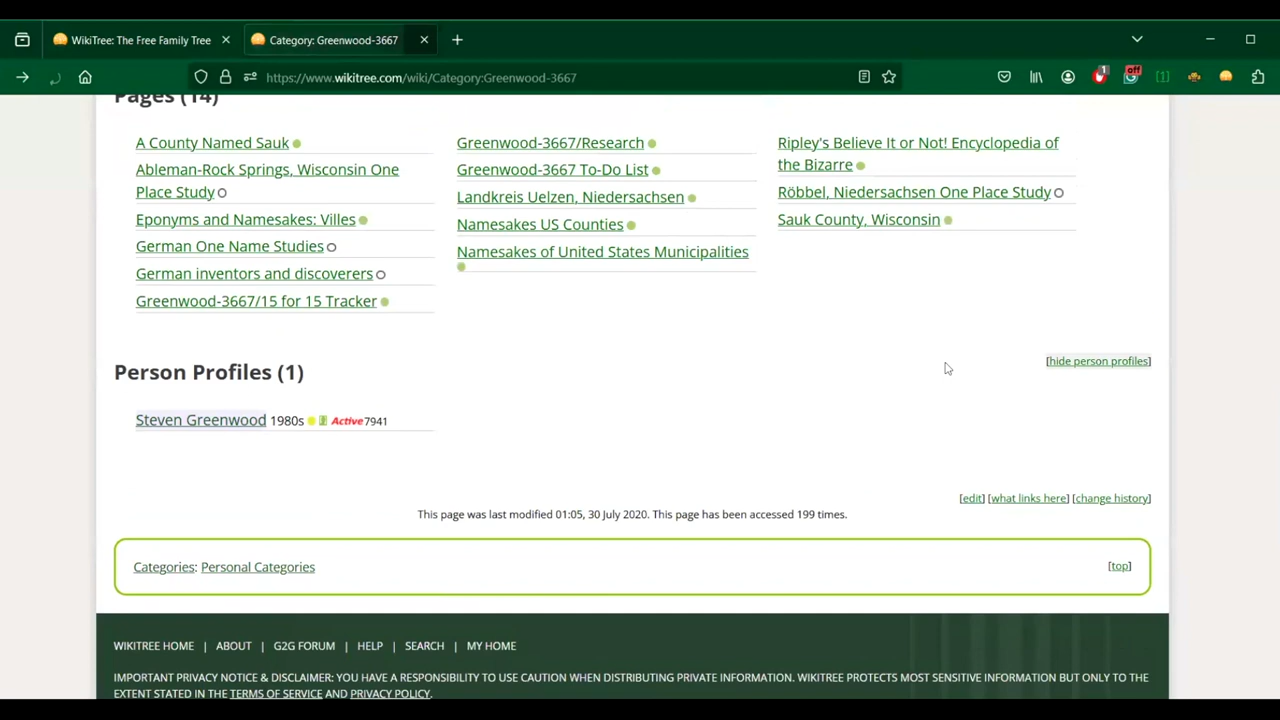 WikiTree: The Free Family Tree
Category: Greenwood-3667
https://www.wikitree.com/wiki/Category:Greenwood-3667
1
off
Pages (14)
A County Named Sauk
Ableman-Rock Springs, Wisconsin One
Place Study
Eponyms and Namesakes: Villes
German One Name Studies
German inventors and discoverers
Greenwood-3667/15 for 15 Tracker
Greenwood-3667/Research
Greenwood-3667 To-Do List
Landkreis Uelzen, Niedersachsen
Namesakes US Counties
Namesakes of United States Municipalities
Ripley's Believe It or Not! Encyclopedia of
the Bizarre
Röbbel, Niedersachsen One Place Study
Sauk County, Wisconsin
Person Profiles (1)
[hide person profiles]
Steven Greenwood 1980s Active 7941
[edit] [what links here] [change history]
This page was last modified 01:05, 30 July 2020. This page has been accessed 199 times.
Categories: Personal Categories
[top]
WIKITREE HOME | ABOUT | G2G FORUM | HELP | SEARCH | MY HOME
IMPORTANT PRIVACY NOTICE & DISCLAIMER: YOU HAVE A RESPONSIBILITY TO USE CAUTION WHEN DISTRIBUTING PRIVATE INFORMATION. WIKITREE PROTECTS MOST SENSITIVE INFORMATION BUT ONLY TO THE
EXTENT STATED IN THE TERMS OF SERVICE AND PRIVACY POLICY.